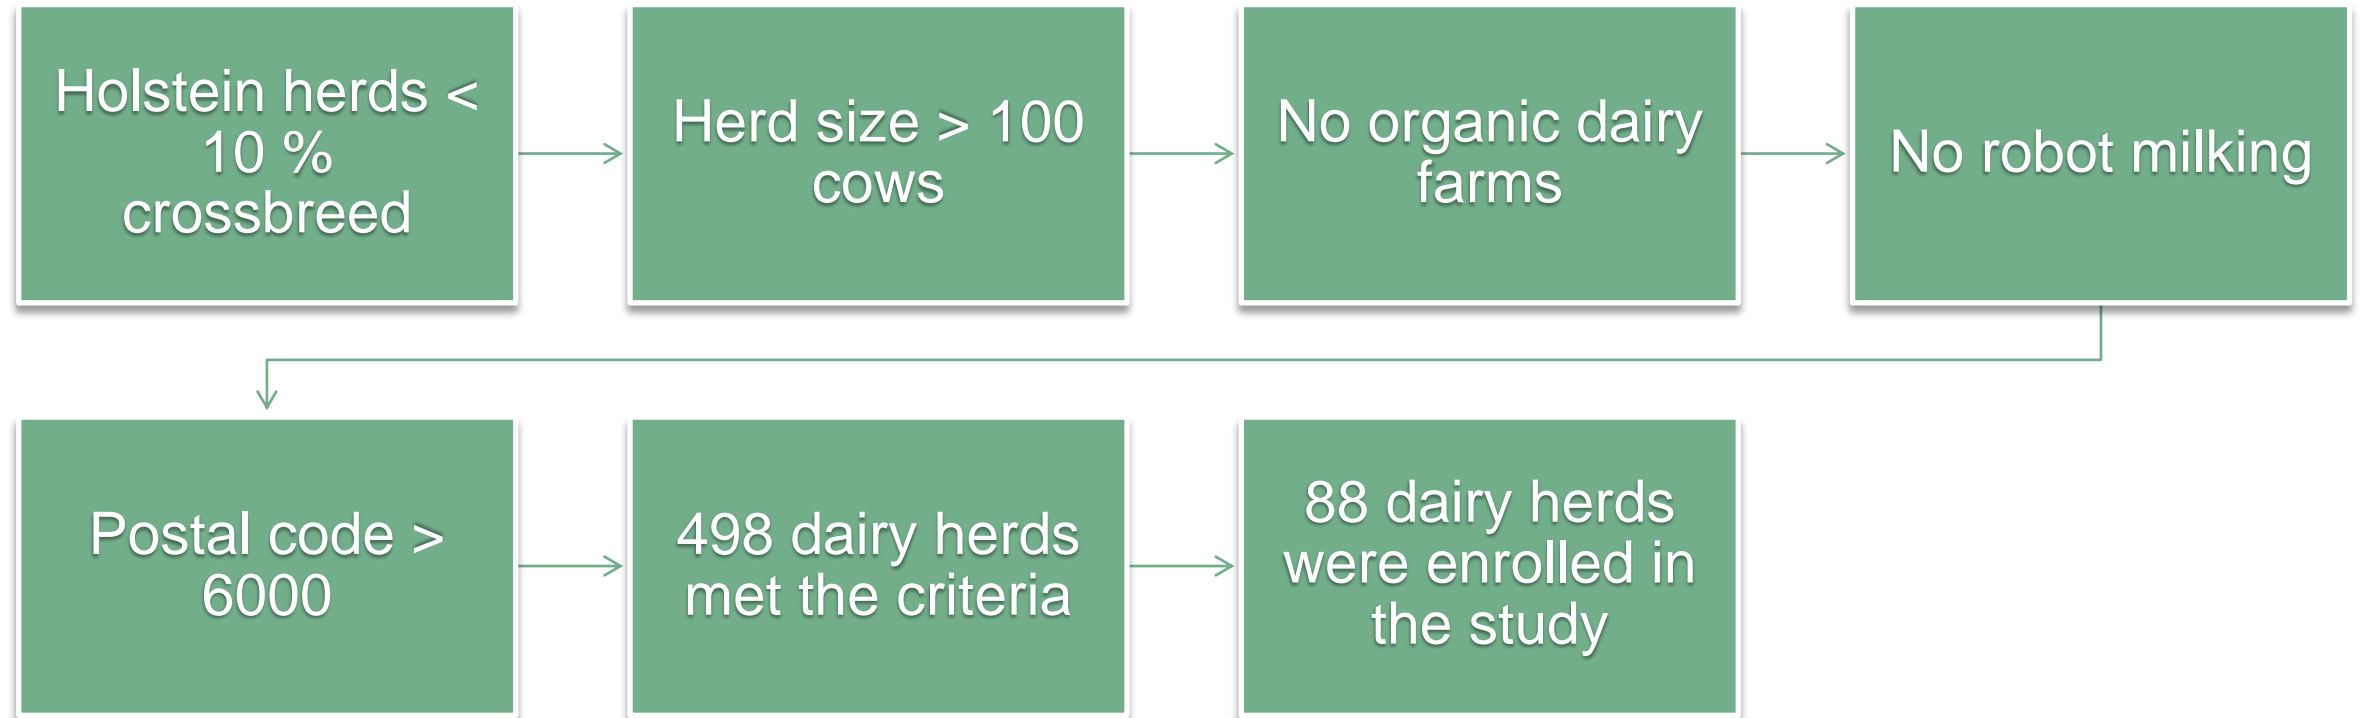 Holstein herds <
10 %
crossbreed
Herd size > 100
cows
No organic dairy
farms
No robot milking
Postal code >
6000
498 dairy herds
met the criteria
88 dairy herds
were enrolled in
the study